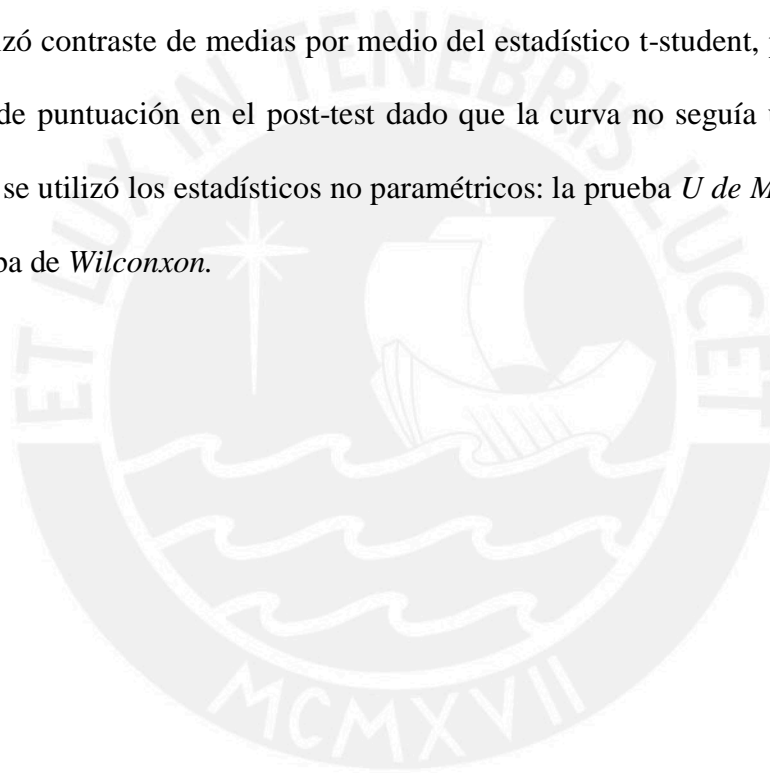 izó contraste de medias por medio del estadístico t-student,
de puntuación en el post-test dado que la curva no seguía
se utilizó los estadísticos no paramétricos: la prueba U de M
ba de Wilconxon.
ET LUX IN TENEBRIS LUCET
MCMXVII